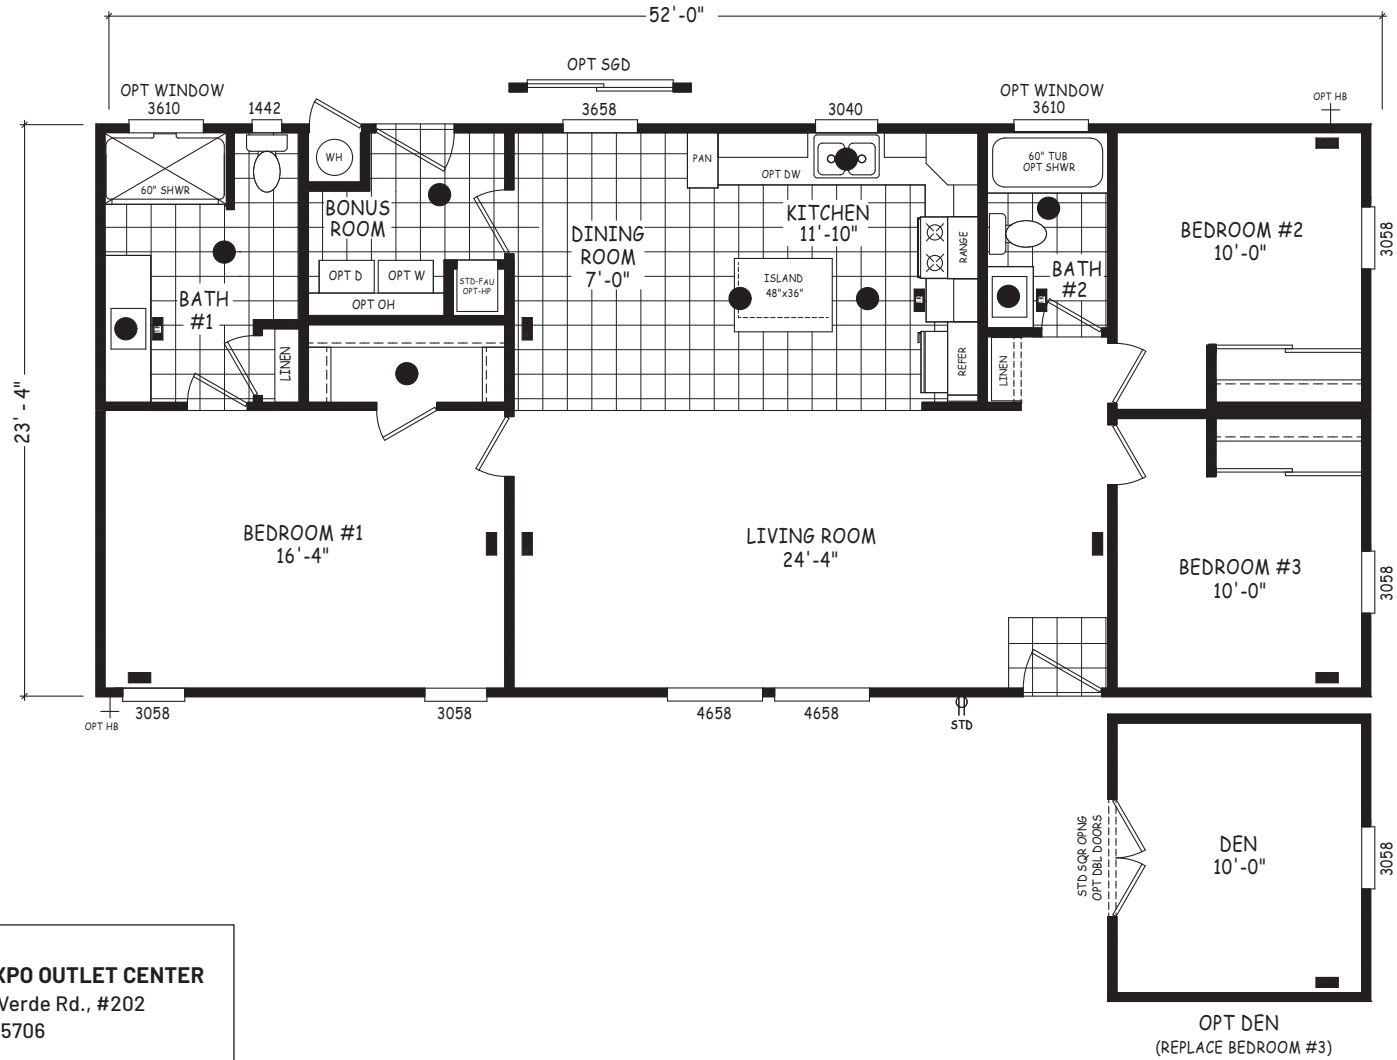 52'-0"
OPT SGD
OPT WINDOW
3610
1442
3658
3040
OPT WINDOW
3610
OPT HB
23' - 4"
60" SHWR
WH
BONUS
ROOM
OPT D
OPT W
OPT OH
STD-FAU
OPT-HP
BATH
#1
LINEN
DINING
ROOM
7'-0"
PAN
OPT DW
KITCHEN
11'-10"
ISLAND
48"x36"
RANGE
REFER
60" TUB
OPT SHWR
BATH
#2
LINEN
BEDROOM #2
10'-0"
3058
BEDROOM #1
16'-4"
LIVING ROOM
24'-4"
BEDROOM #3
10'-0"
3058
OPT HB
3058
3058
4658
4658
STD
STD SQR OPNG
OPT DBL DOORS
DEN
10'-0"
3058
OPT DEN
(REPLACE BEDROOM #3)
XPO OUTLET CENTER
Verde Rd., #202
5706